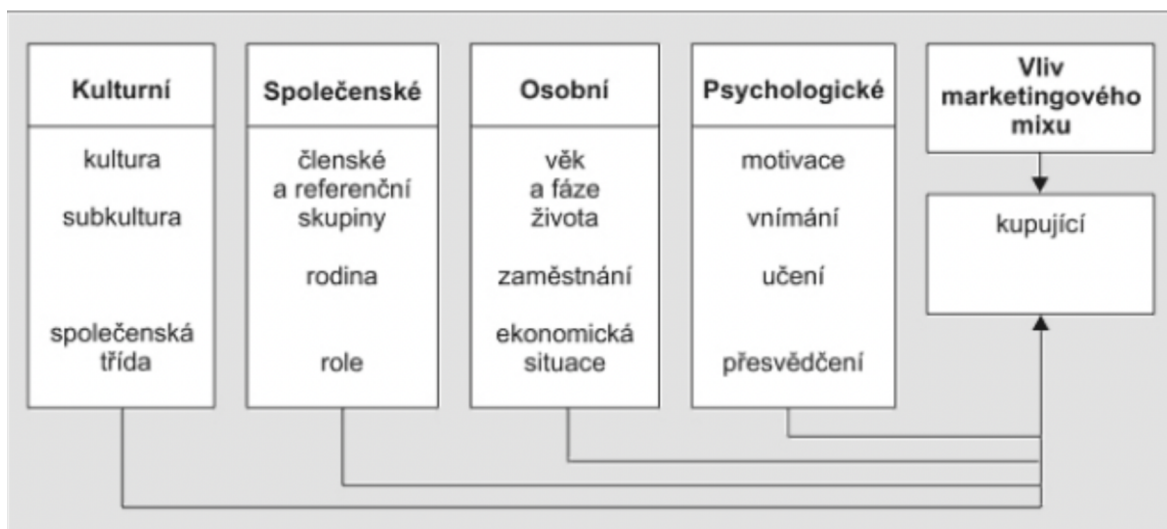 Kulturní
kultura
subkultura
společenská
třída
Společenské
členské
a referenční
skupiny
rodina
role
Osobní
věk
a fáze
života
zaměstnání
ekonomická
situace
Psychologické
motivace
vnímání
učení
přesvědčení
Vliv
marketingového
mixu
kupující